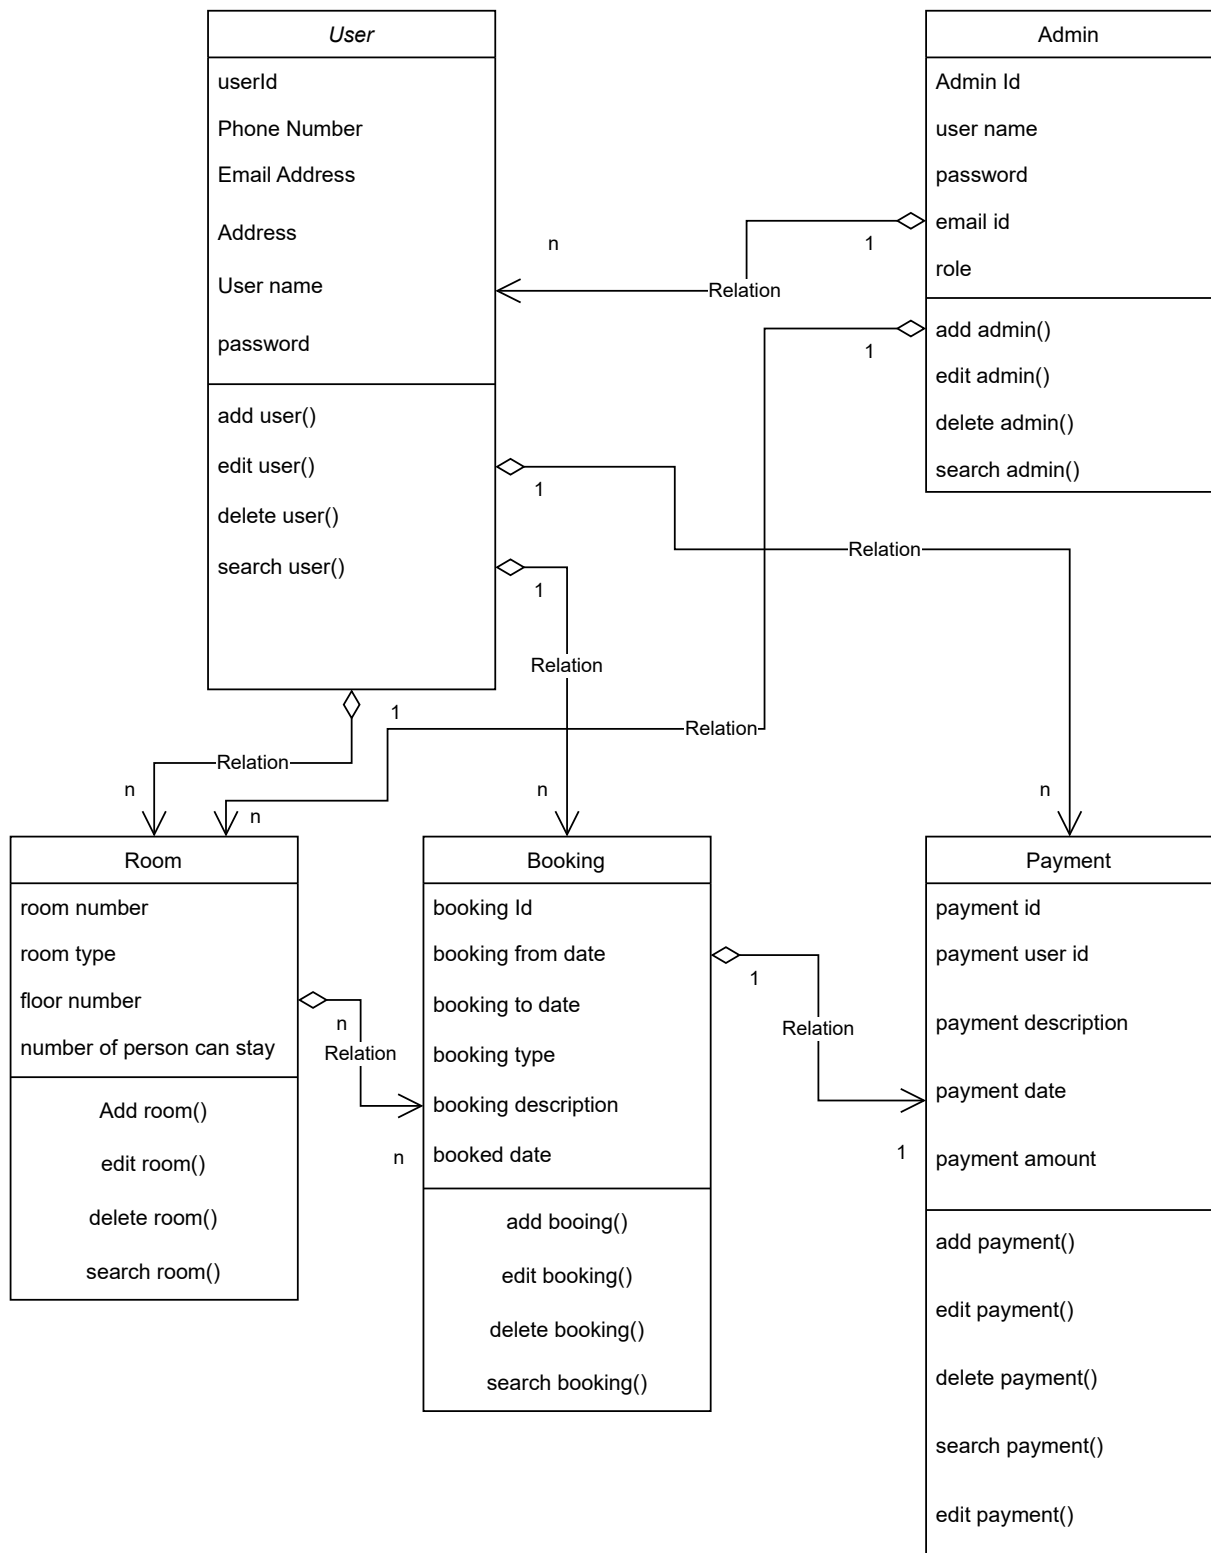 User
userId
Phone Number
Email Address
Address
User name
password
add user()
edit user()
delete user()
search user()
Admin
Admin Id
user name
password
email id
role
add admin()
edit admin()
delete admin()
search admin()
n
1
Relation
1
1
Relation
1
Relation
1
Relation
Relation
n
n
n
n
Room
room number
room type
floor number
number of person can stay
Add room()
edit room()
delete room()
search room()
n
Relation
n
Booking
booking Id
booking from date
booking to date
booking type
booking description
booked date
add booing()
edit booking()
delete booking()
search booking()
1
Relation
1
Payment
payment id
payment user id
payment description
payment date
payment amount
add payment()
edit payment()
delete payment()
search payment()
edit payment()